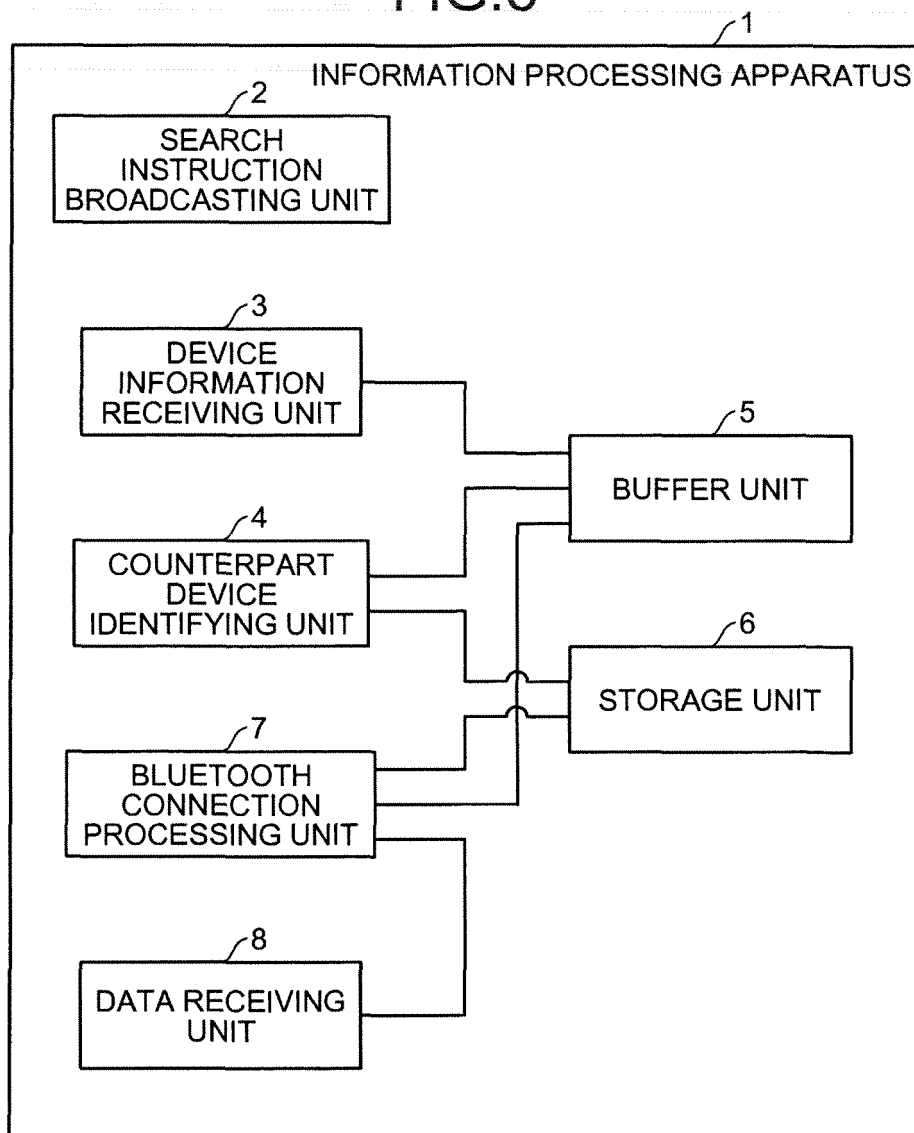 1
INFORMATION PROCESSING APPARATUS
2
SEARCH
INSTRUCTION
BROADCASTING UNIT
3
DEVICE
INFORMATION
RECEIVING UNIT
5
BUFFER UNIT
4
COUNTERPART
DEVICE
IDENTIFYING UNIT
6
STORAGE UNIT
7
BLUETOOTH
CONNECTION
PROCESSING UNIT
8
DATA RECEIVING
UNIT